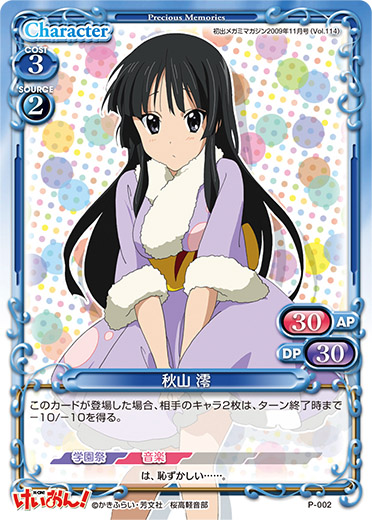 Precious Memories
Character
初出メガミマガジン2009年11月号(Vol.114)
COST
3
SOURCE
2
30 AP
DP 30
秋山 澪
このカードが登場した場合、相手のキャラ2枚は、ターン終了時まで
−10/−10を得る。
学園祭 音楽
は、恥ずかしい……。
けいおん!
©かきふらい・芳文社 桜高軽音部
P-002